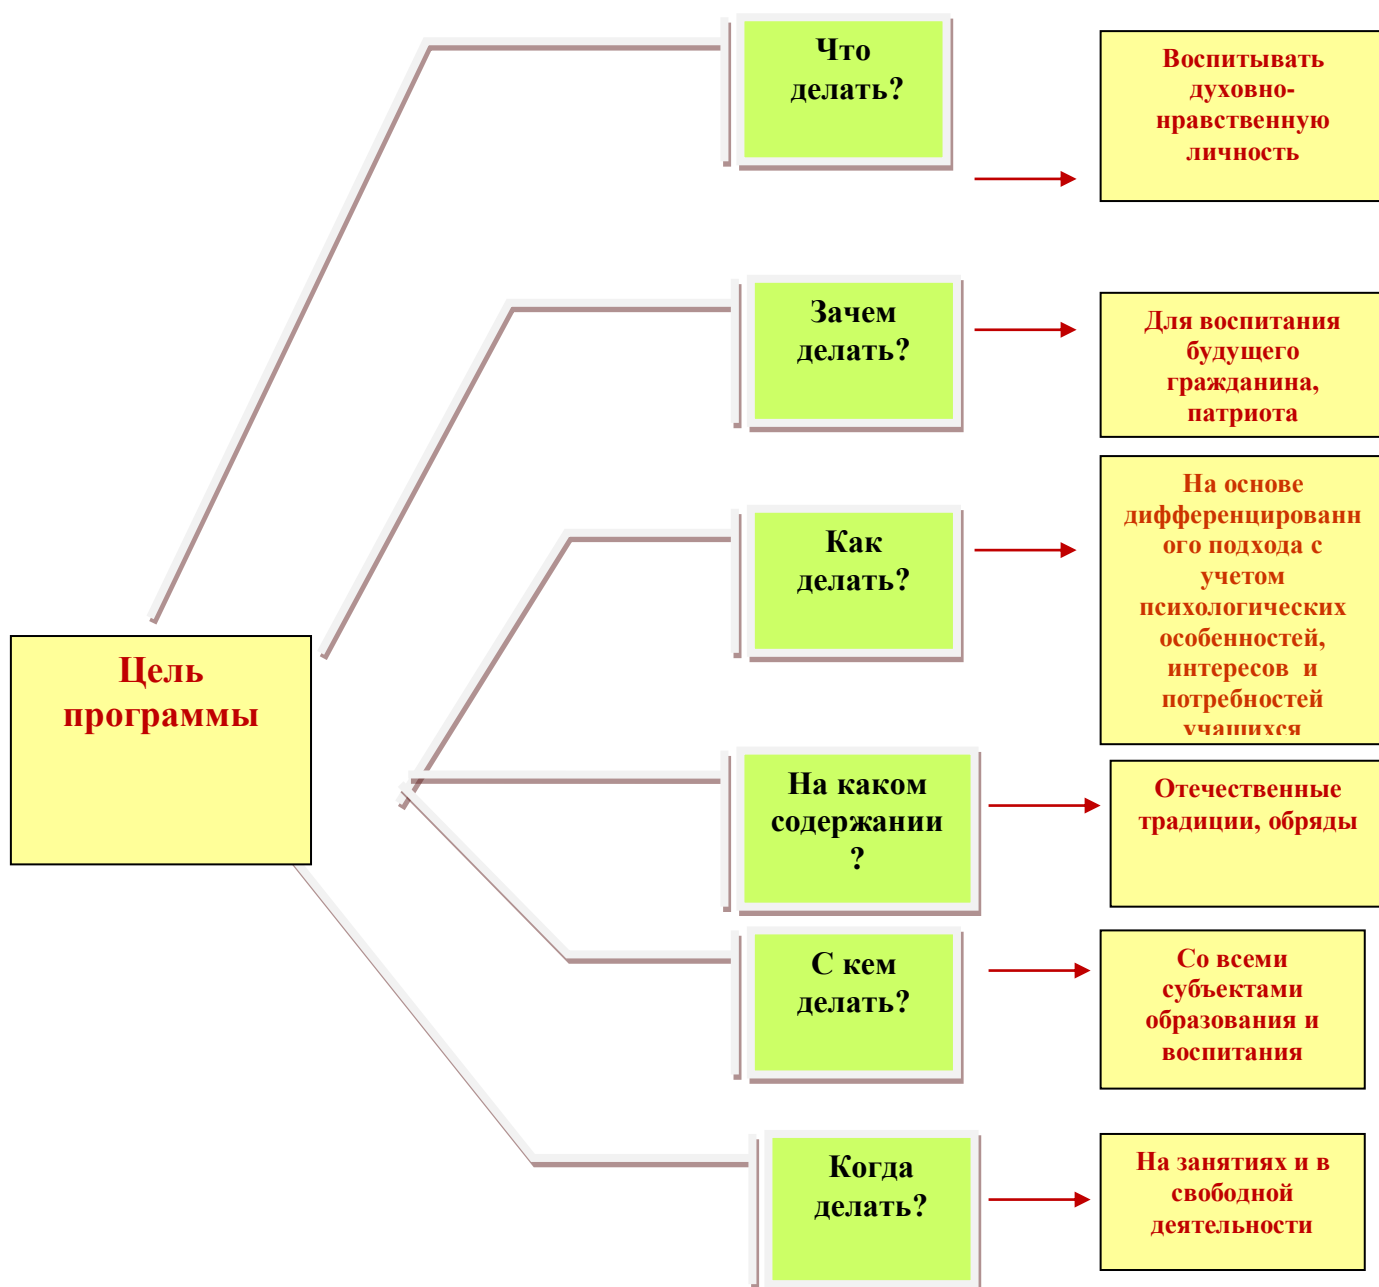 Что
делать?
Воспитывать
духовно-
нравственную
личность
Зачем
делать?
Для воспитания
будущего
гражданина,
патриота
Как
делать?
На основе
дифференцированн
ого подхода с
учетом
психологических
особенностей,
интересов и
потребностей
учащихся
Цель
программы
На каком
содержании
?
Отечественные
традиции, обряды
С кем
делать?
Со всеми
субъектами
образования и
воспитания
Когда
делать?
На занятиях и в
свободной
деятельности